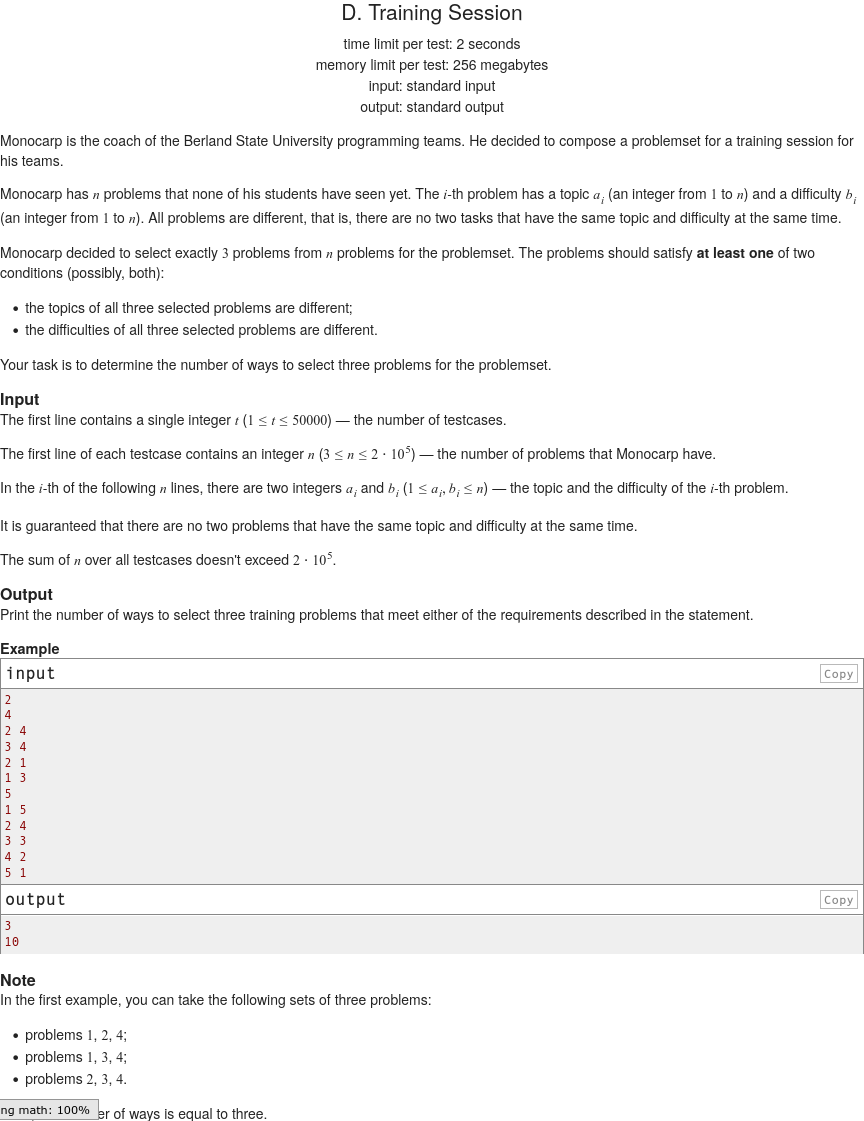 D. Training Session
time limit per test: 2 seconds
memory limit per test: 256 megabytes
input: standard input
output: standard output
Monocarp is the coach of the Berland State University programming teams. He decided to compose a problemset for a training session for
his teams.
Monocarp has n problems that none of his students have seen yet. The i-th problem has a topic a_i (an integer from 1 to n) and a difficulty b_i
(an integer from 1 to n). All problems are different, that is, there are no two tasks that have the same topic and difficulty at the same time.
Monocarp decided to select exactly 3 problems from n problems for the problemset. The problems should satisfy at least one of two
conditions (possibly, both):
• the topics of all three selected problems are different;
• the difficulties of all three selected problems are different.
Your task is to determine the number of ways to select three problems for the problemset.
Input
The first line contains a single integer t (1 ≤ t ≤ 50000) — the number of testcases.
The first line of each testcase contains an integer n (3 ≤ n ≤ 2 · 10^5) — the number of problems that Monocarp have.
In the i-th of the following n lines, there are two integers a_i and b_i (1 ≤ a_i, b_i ≤ n) — the topic and the difficulty of the i-th problem.
It is guaranteed that there are no two problems that have the same topic and difficulty at the same time.
The sum of n over all testcases doesn't exceed 2 · 10^5.
Output
Print the number of ways to select three training problems that meet either of the requirements described in the statement.
Example
input Copy
2
4
2 4
3 4
2 1
1 3
5
1 5
2 4
3 3
4 2
5 1
output Copy
3
10
Note
In the first example, you can take the following sets of three problems:
• problems 1, 2, 4;
• problems 1, 3, 4;
• problems 2, 3, 4.
ng math: 100% er of ways is equal to three.